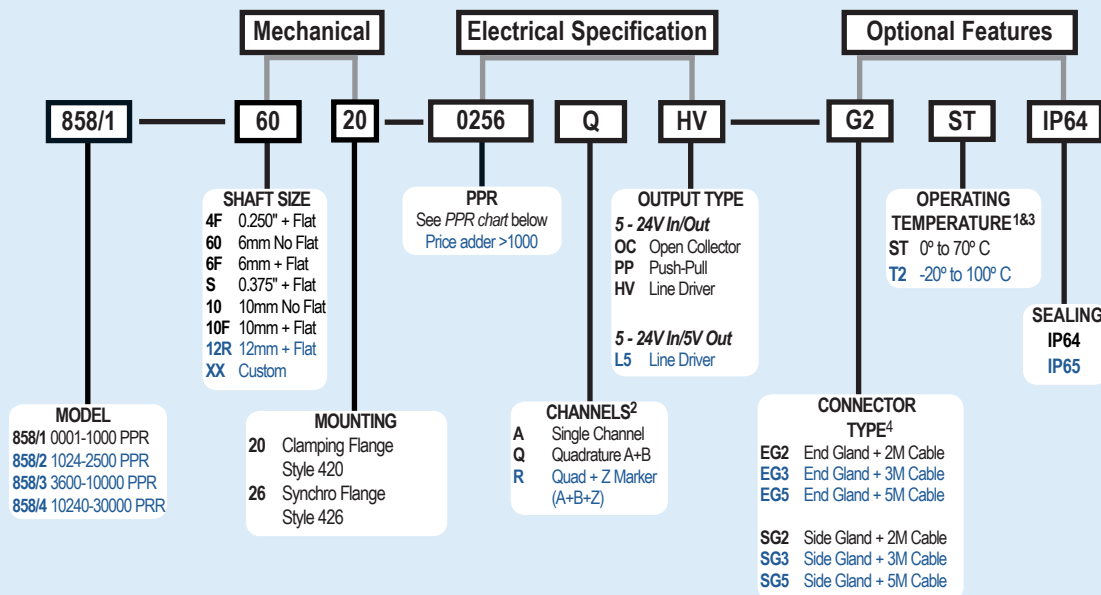 Mechanical
Electrical Specification
Optional Features
858/1
60
20
0256
Q
HV
G2
ST
IP64
SHAFT SIZE
4F 0.250" + Flat
60 6mm No Flat
6F 6mm + Flat
S 0.375" + Flat
10 10mm No Flat
10F 10mm + Flat
12R 12mm + Flat
XX Custom
PPR
See PPR chart below
Price adder >1000
OUTPUT TYPE
5 - 24V In/Out
OC Open Collector
PP Push-Pull
HV Line Driver
5 - 24V In/5V Out
L5 Line Driver
OPERATING
TEMPERATURE 1&3
ST 0º to 70º C
T2 -20º to 100º C
SEALING
IP64
IP65
MODEL
858/1 0001-1000 PPR
858/2 1024-2500 PPR
858/3 3600-10000 PPR
858/4 10240-30000 PRR
MOUNTING
20 Clamping Flange
Style 420
26 Synchro Flange
Style 426
CHANNELS2
A Single Channel
Q Quadrature A+B
R Quad + Z Marker
(A+B+Z)
CONNECTOR
TYPE4
EG2 End Gland + 2M Cable
EG3 End Gland + 3M Cable
EG5 End Gland + 5M Cable
SG2 Side Gland + 2M Cable
SG3 Side Gland + 3M Cable
SG5 Side Gland + 5M Cable